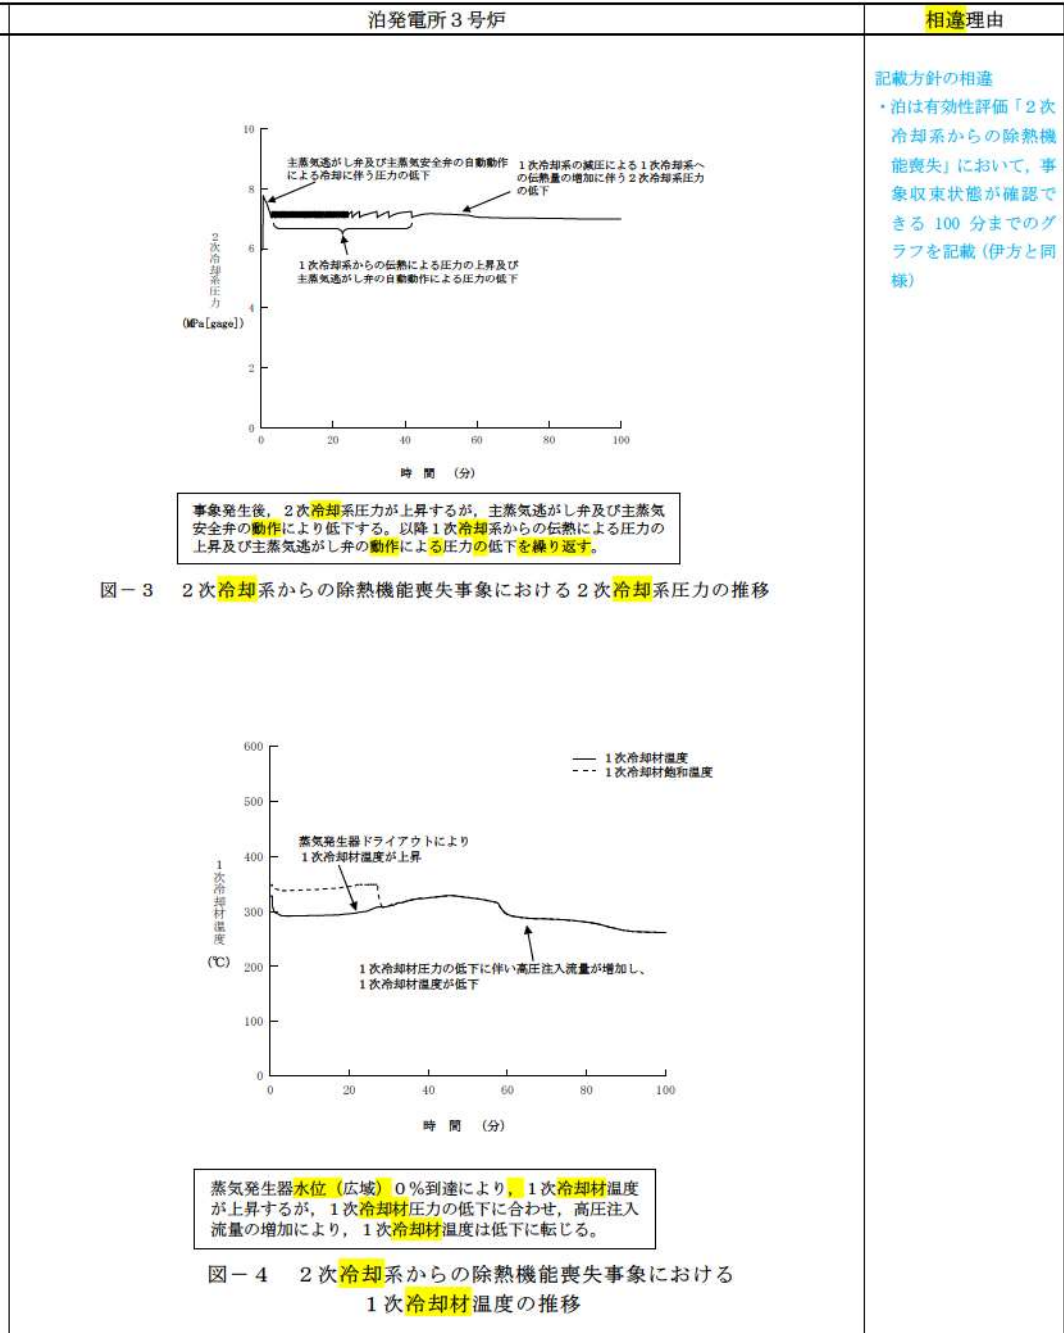 泊発電所３号炉
相違理由
記載方針の相違
・泊は有効性評価「２次
冷却系からの除熱機
能喪失」において，事
象収束状態が確認で
きる 100 分までのグ
ラフを記載（伊方と同
様）
10
8
6
4
2
0
2次冷却系圧力
(MPa[gage])
主蒸気逃がし弁及び主蒸気安全弁の自動動作
による冷却に伴う圧力の低下
１次冷却系の減圧による１次冷却系へ
の伝熱量の増加に伴う２次冷却系圧力
の低下
１次冷却系からの伝熱による圧力の上昇及び
主蒸気逃がし弁の自動動作による圧力の低下
0 20 40 60 80 100
時 間 （分）
事象発生後，２次冷却系圧力が上昇するが，主蒸気逃がし弁及び主蒸気
安全弁の動作により低下する。以降１次冷却系からの伝熱による圧力の
上昇及び主蒸気逃がし弁の動作による圧力の低下を繰り返す。
図－３ ２次冷却系からの除熱機能喪失事象における２次冷却系圧力の推移
600
500
400
300
200
100
0
1次冷却材温度
(℃)
１次冷却材温度
１次冷却材飽和温度
蒸気発生器ドライアウトにより
１次冷却材温度が上昇
１次冷却材圧力の低下に伴い高圧注入流量が増加し、
１次冷却材温度が低下
0 20 40 60 80 100
時 間 （分）
蒸気発生器水位（広域）０％到達により，１次冷却材温度
が上昇するが，１次冷却材圧力の低下に合わせ，高圧注入
流量の増加により，１次冷却材温度は低下に転じる。
図－４ ２次冷却系からの除熱機能喪失事象における
１次冷却材温度の推移